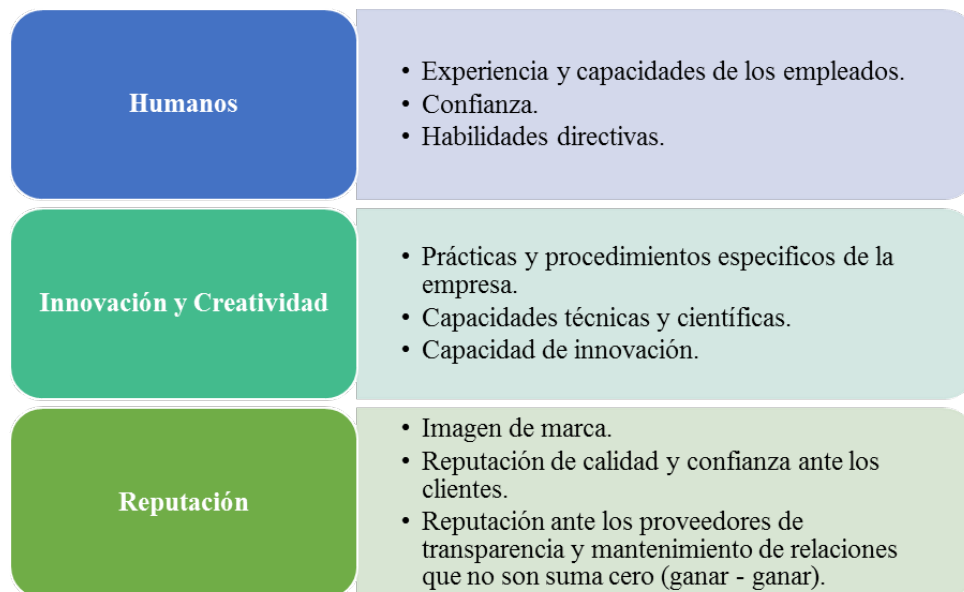 Humanos
• Experiencia y capacidades de los empleados.
• Confianza.
• Habilidades directivas.
Innovación y Creatividad
• Prácticas y procedimientos especificos de la
empresa.
• Capacidades técnicas y científicas.
• Capacidad de innovación.
Reputación
• Imagen de marca.
• Reputación de calidad y confianza ante los
clientes.
• Reputación ante los proveedores de
transparencia y mantenimiento de relaciones
que no son suma cero (ganar - ganar).